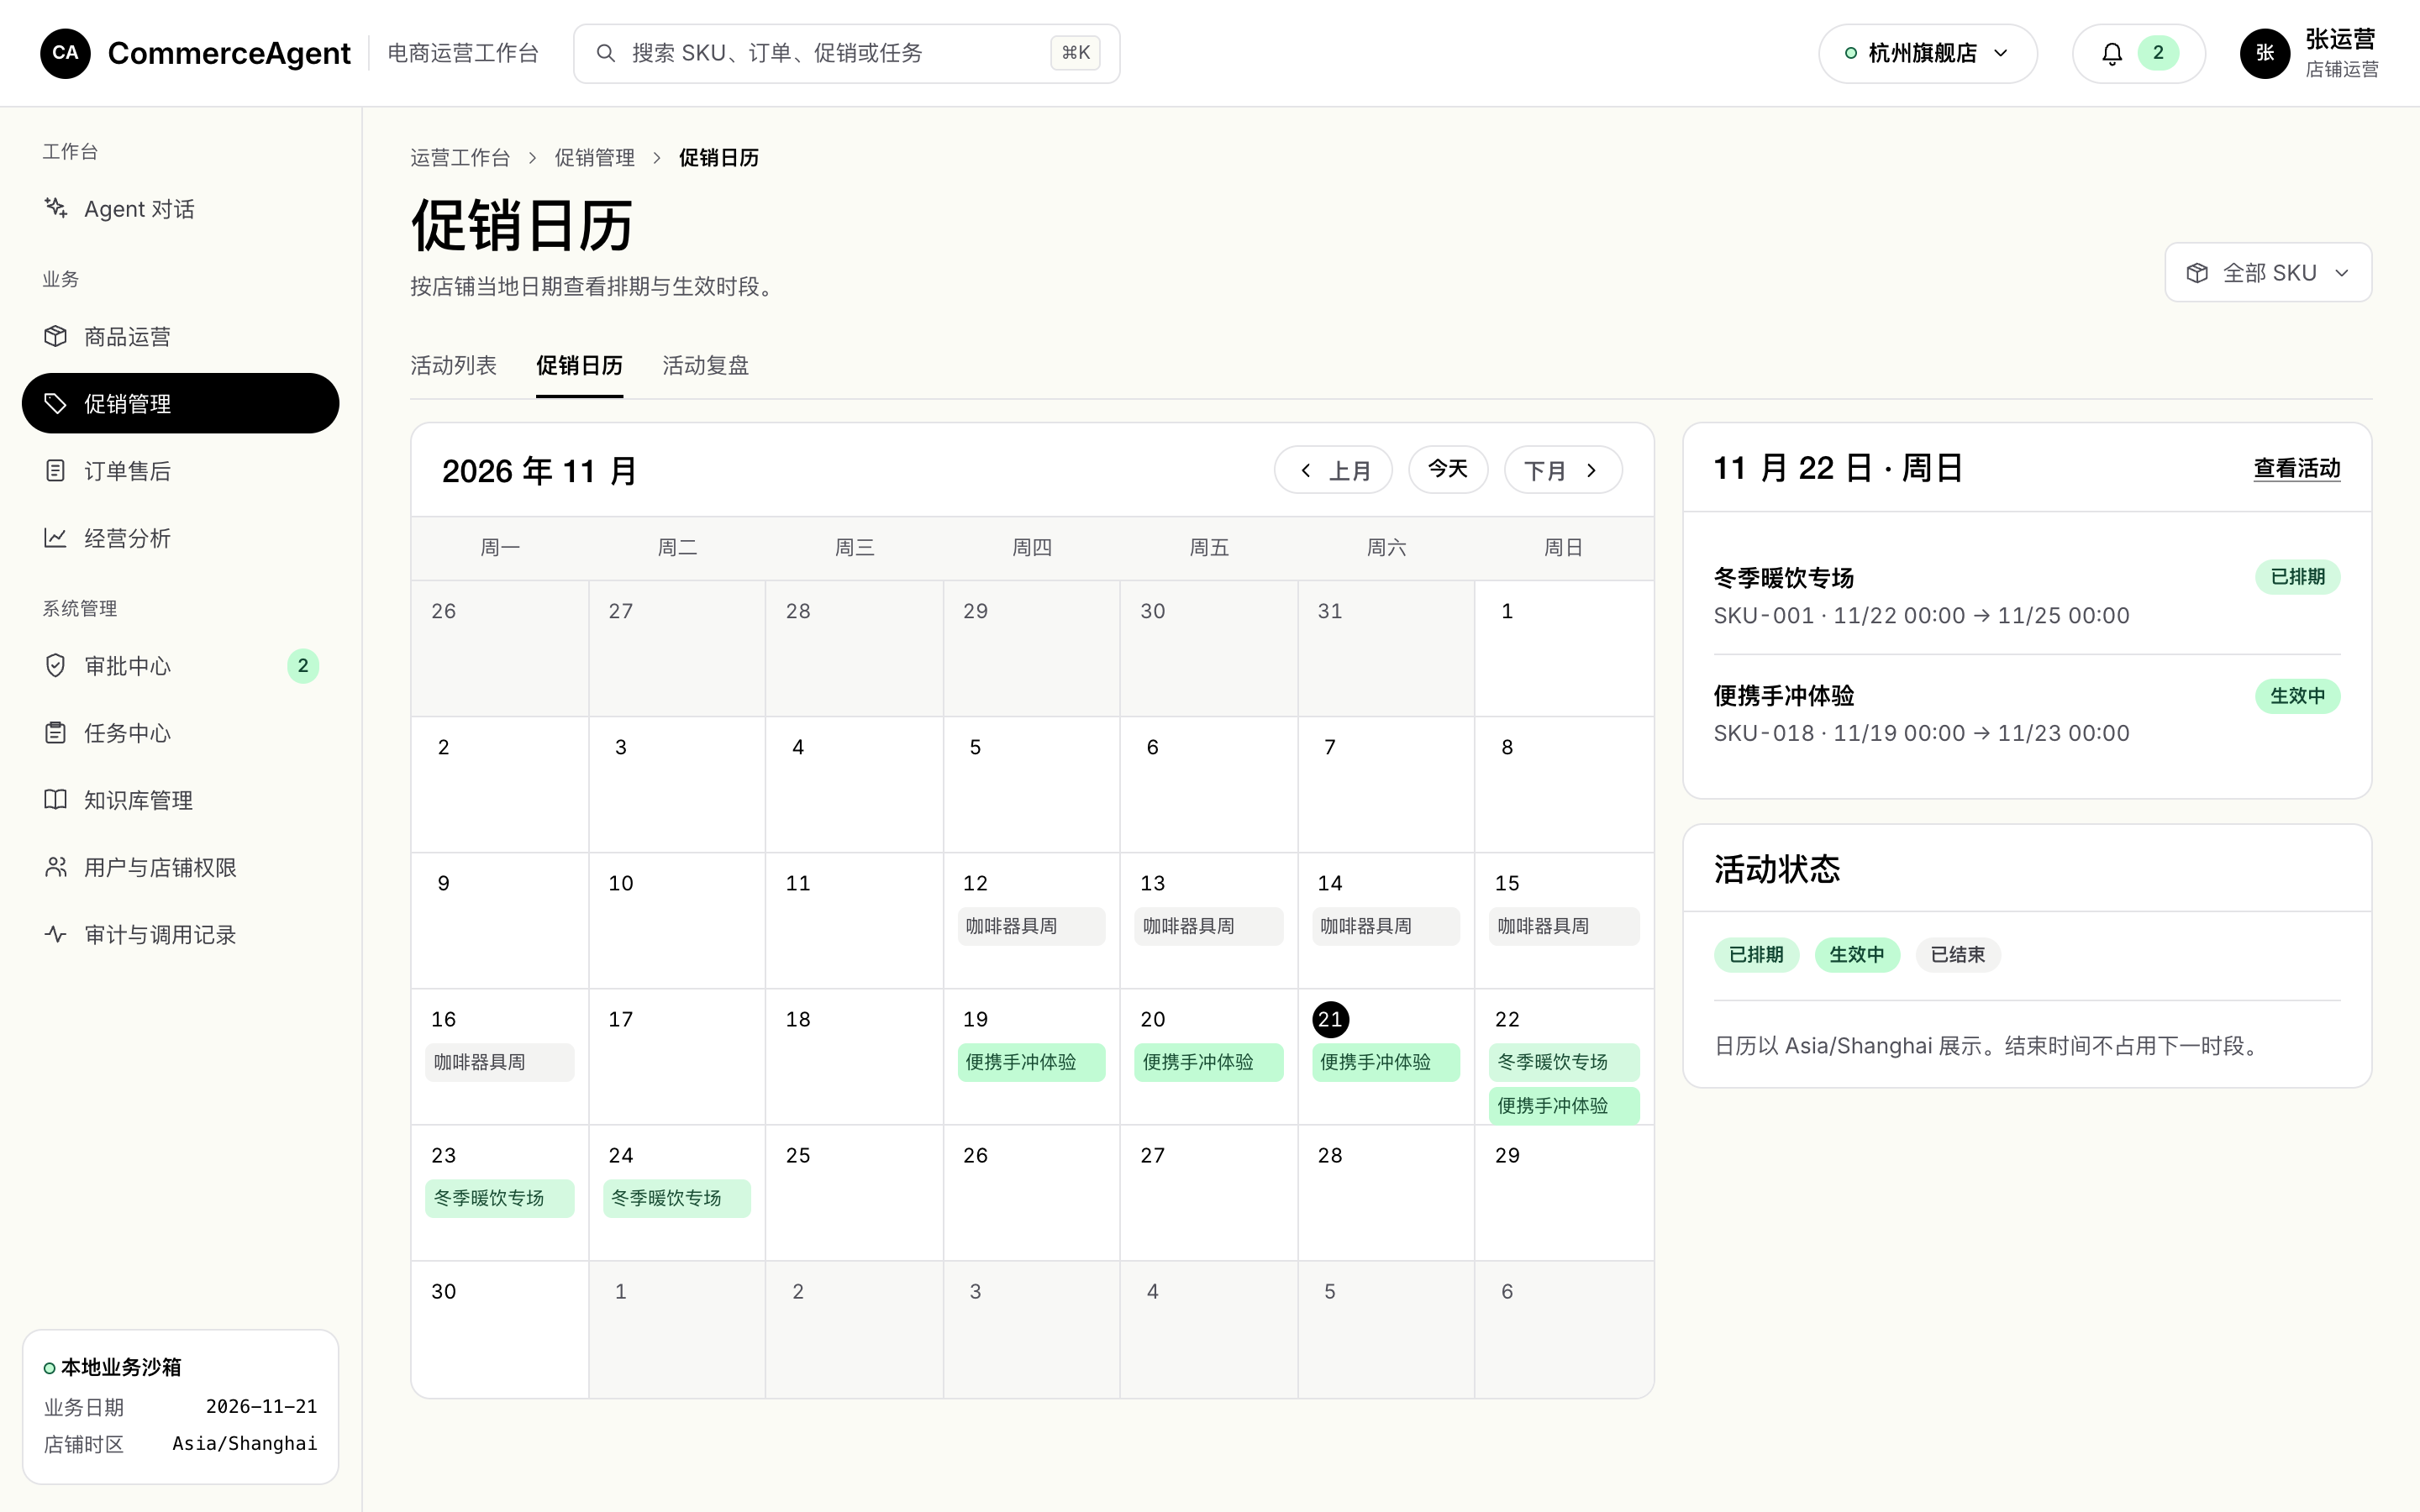 CA CommerceAgent 电商运营工作台 搜索 SKU、订单、促销或任务 ⌘K 杭州旗舰店 2 张 张运营
店铺运营
工作台
Agent 对话
业务
商品运营
促销管理
订单售后
经营分析
系统管理
审批中心 2
任务中心
知识库管理
用户与店铺权限
审计与调用记录
本地业务沙箱
业务日期 2026-11-21
店铺时区 Asia/Shanghai
运营工作台 > 促销管理 > 促销日历
促销日历
按店铺当地日期查看排期与生效时段。
全部 SKU
活动列表 促销日历 活动复盘
2026 年 11 月 上月 今天 下月
周一 周二 周三 周四 周五 周六 周日
26 27 28 29 30 31 1
2 3 4 5 6 7 8
9 10 11 12 13 14 15
咖啡器具周 咖啡器具周 咖啡器具周 咖啡器具周
16 17 18 19 20 21 22
咖啡器具周 便携手冲体验 便携手冲体验 便携手冲体验 冬季暖饮专场
便携手冲体验
23 24 25 26 27 28 29
冬季暖饮专场 冬季暖饮专场
30 1 2 3 4 5 6
11 月 22 日 · 周日 查看活动
冬季暖饮专场 已排期
SKU-001 · 11/22 00:00 → 11/25 00:00
便携手冲体验 生效中
SKU-018 · 11/19 00:00 → 11/23 00:00
活动状态
已排期 生效中 已结束
日历以 Asia/Shanghai 展示。结束时间不占用下一时段。